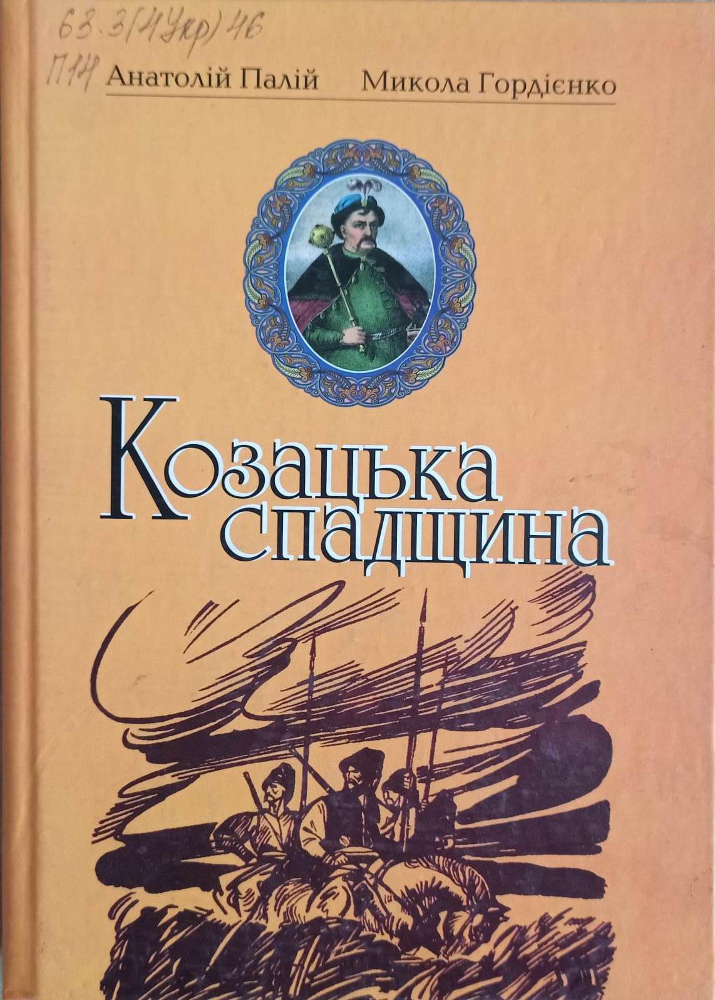 63.3(4Укр)46
П14
Анатолій Палій Микола Гордієнко
Козацька
спадщина